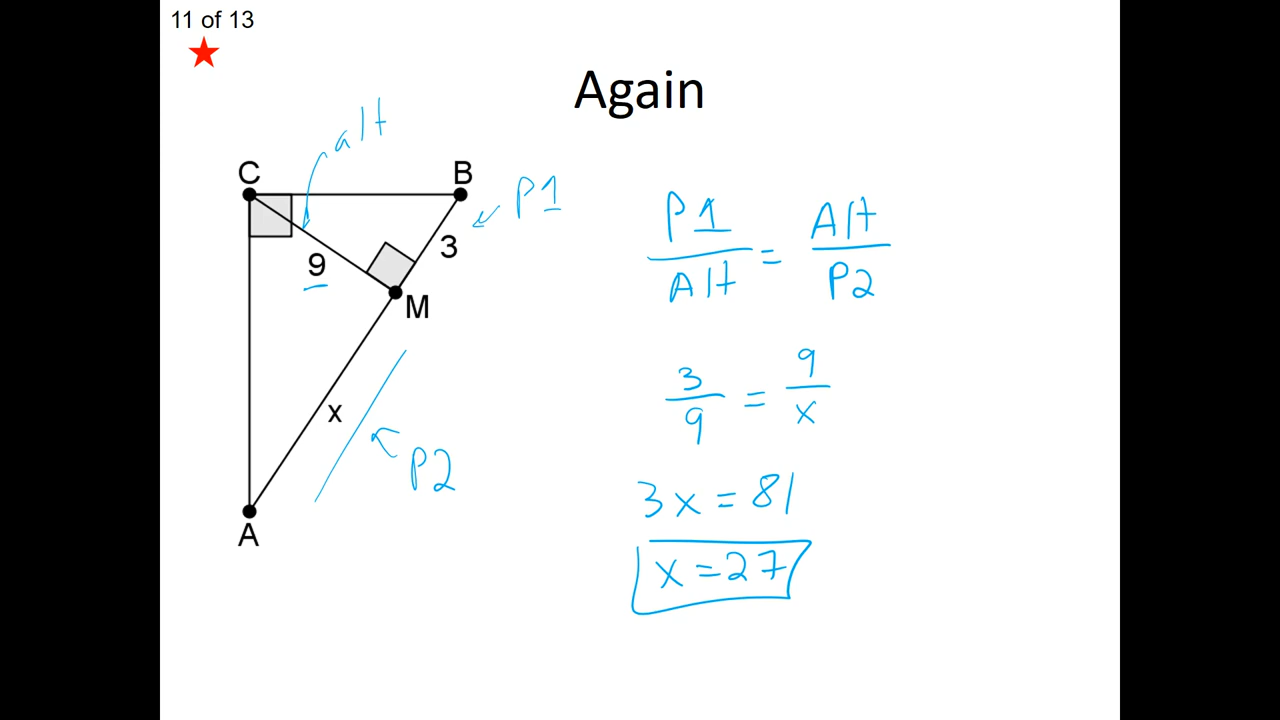 11 of 13
Again
alt
C
B
P1
3
9
M
x
P2
A
P1/Alt = Alt/P2
3/9 = 9/x
3x = 81
x = 27